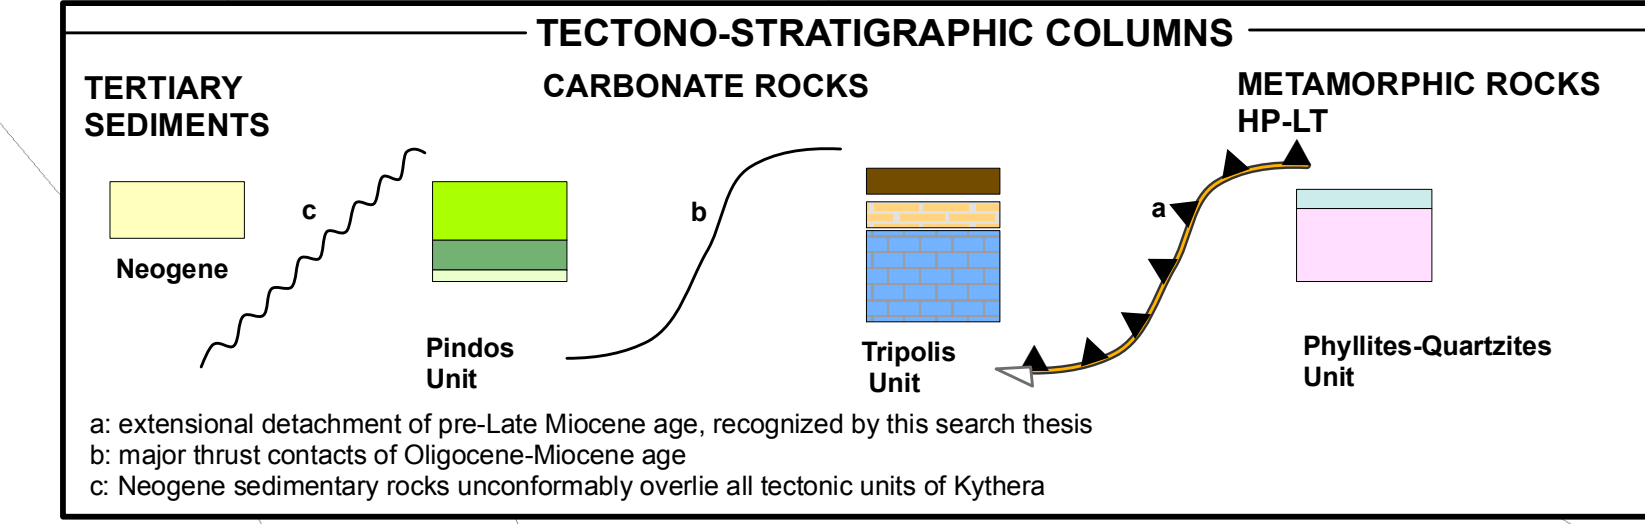 TECTONO-STRATIGRAPHIC COLUMNS
TERTIARY
SEDIMENTS
CARBONATE ROCKS
METAMORPHIC ROCKS
HP-LT
c
b
a
Neogene
Pindos
Unit
Tripolis
Unit
Phyllites-Quartzites
Unit
a: extensional detachment of pre-Late Miocene age, recognized by this search thesis
b: major thrust contacts of Oligocene-Miocene age
c: Neogene sedimentary rocks unconformably overlie all tectonic units of Kythera